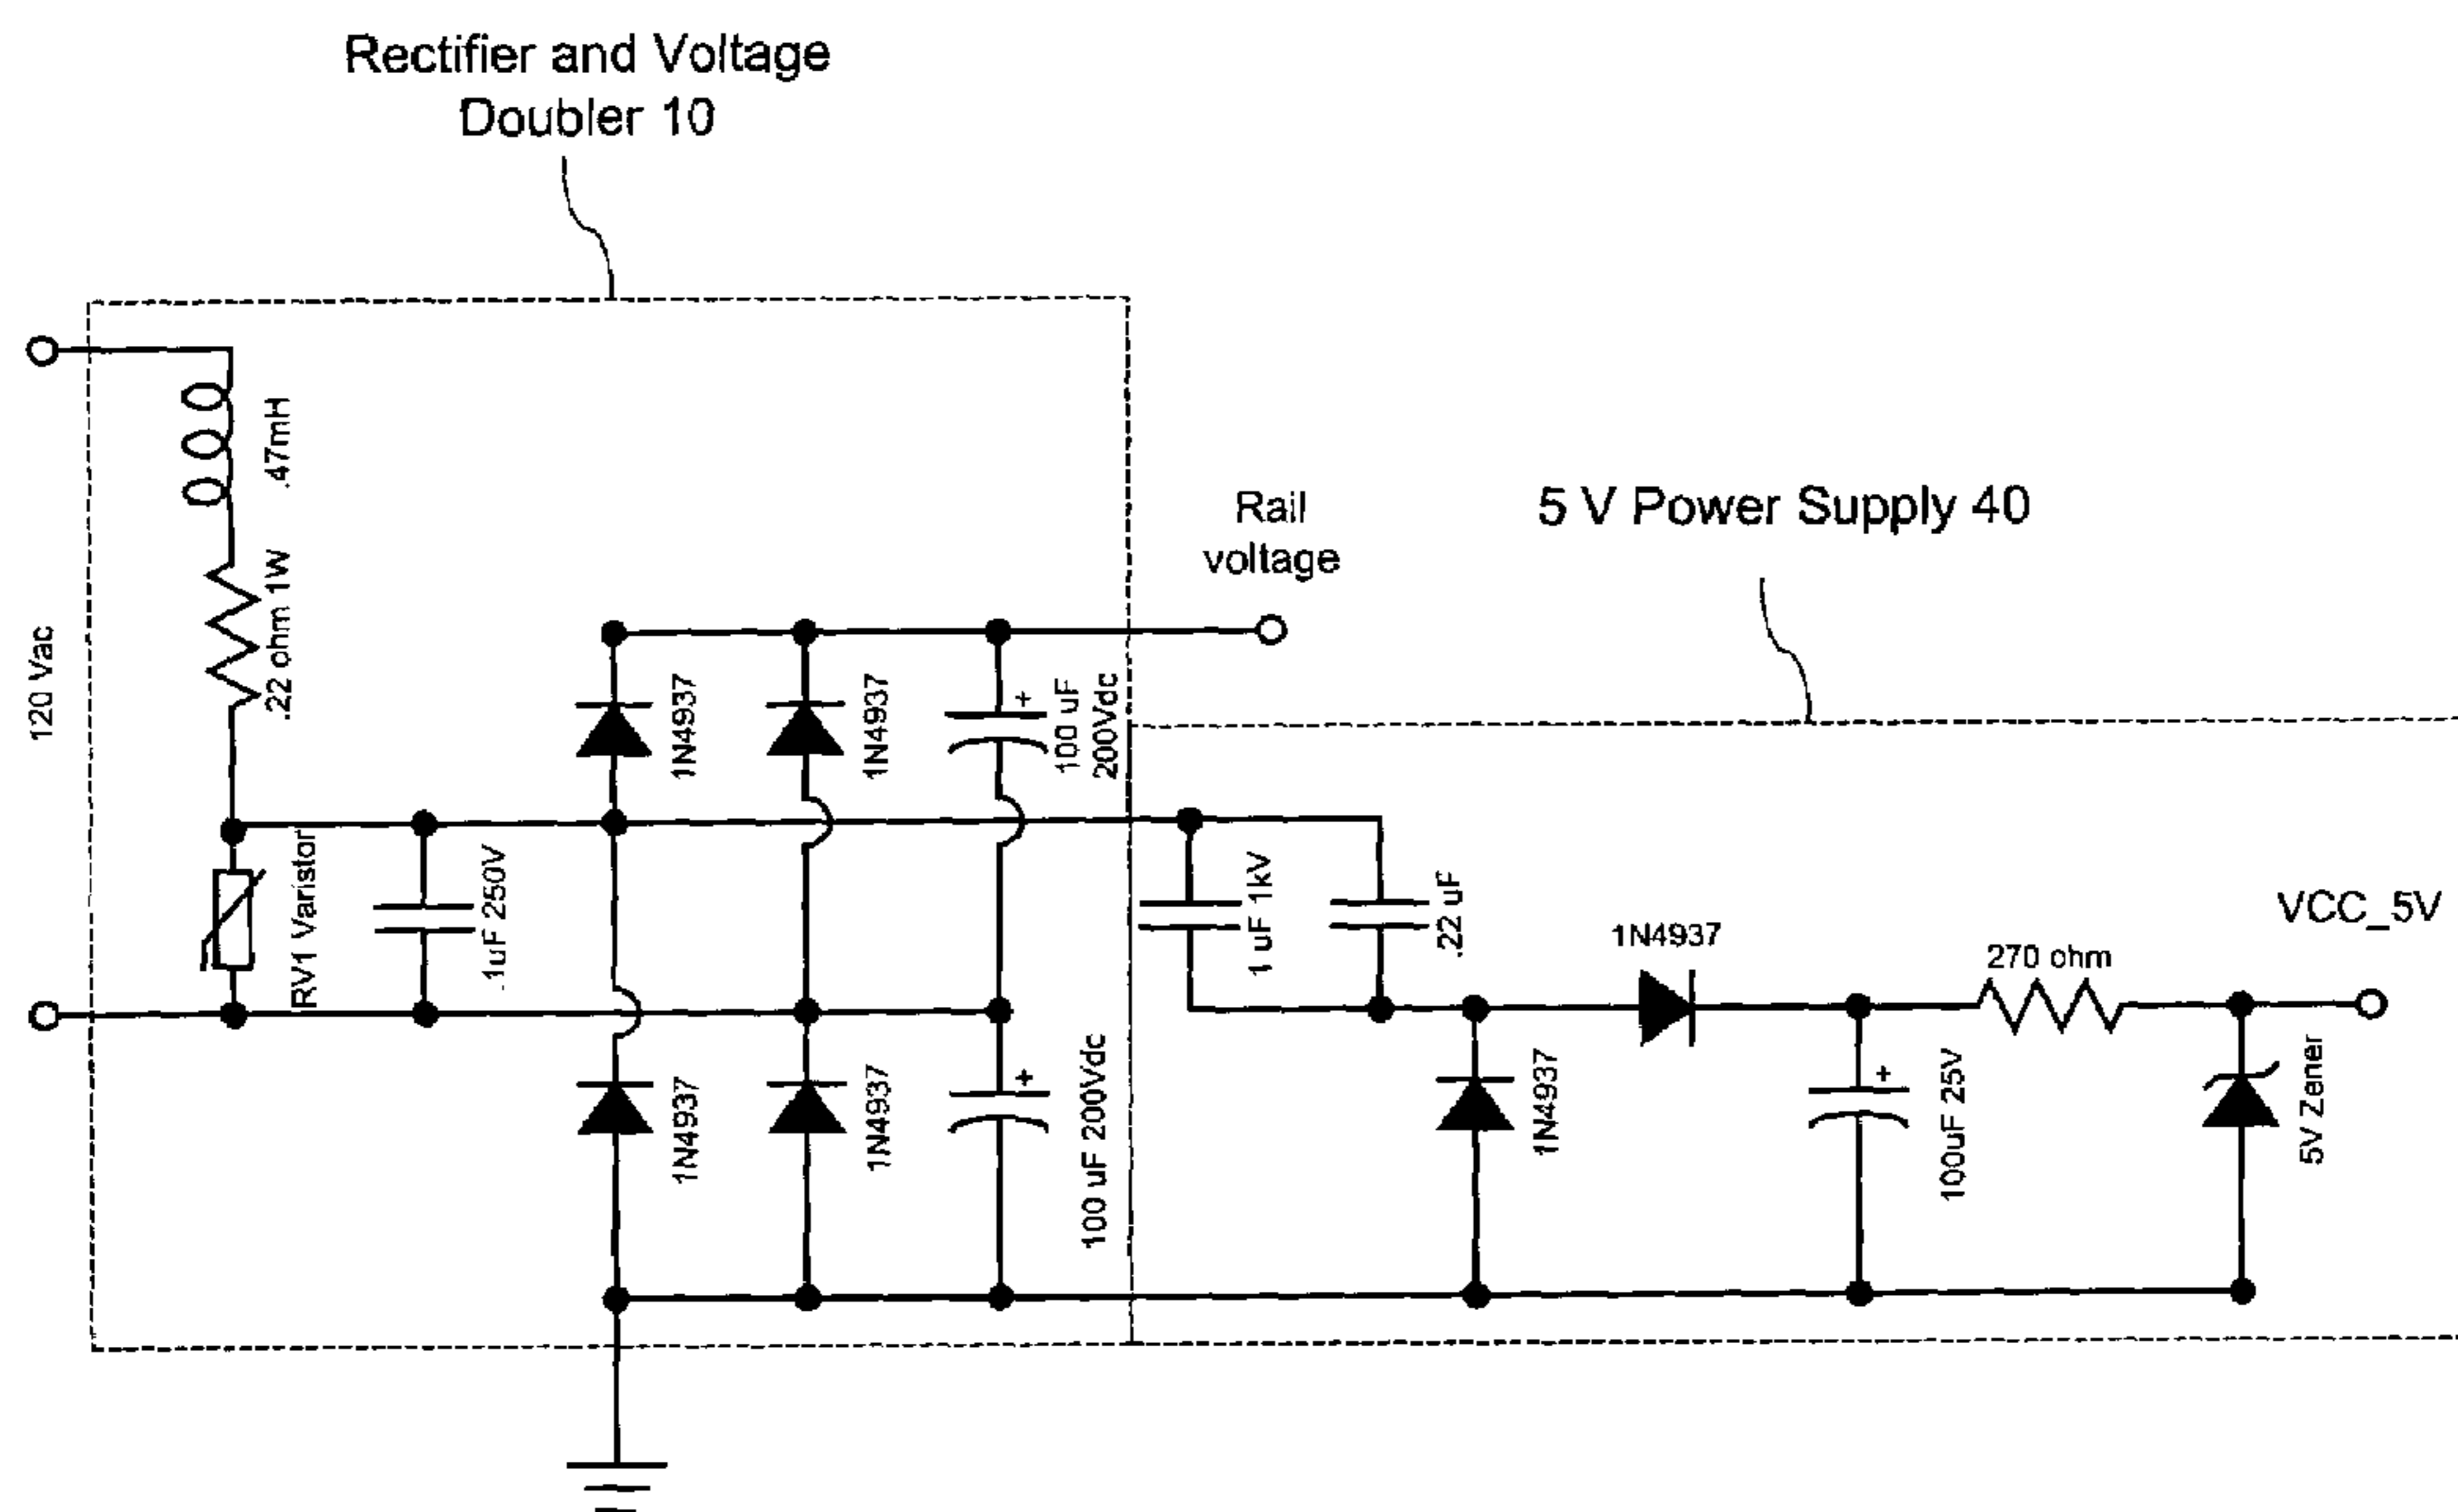 Rectifier and Voltage
Doubler 10
120 Vac
.47mH
.22 ohm 1W
RV1 Varistor
.1uF 250V
1N4937
1N4937
100 uF
200Vdc
1N4937
1N4937
100 uF 200Vdc
Rail
voltage
5 V Power Supply 40
1 uF 1kV
.22 uF
1N4937
1N4937
270 ohm
100uF 25V
VCC_5V
5V Zener